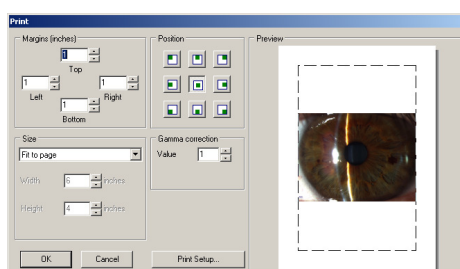 Print
Margins (inches)
1
Top
1
1
Left
Right
1
Bottom
Position
Preview
Size
Fit to page
Width
6
inches
Height
4
inches
Gamma correction
Value
1
OK
Cancel
Print Setup...